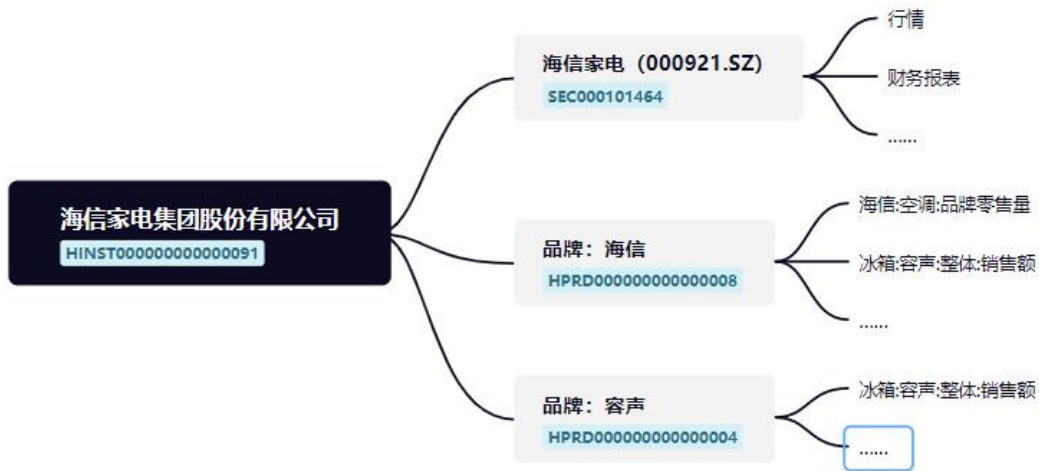 海信家电集团股份有限公司
HINST000000000000091
海信家电（000921.SZ）
SEC000101464
行情
财务报表
......
品牌：海信
HPRD000000000000008
海信:空调:品牌零售量
冰箱:容声:整体:销售额
......
品牌：容声
HPRD000000000000004
冰箱:容声:整体:销售额
......